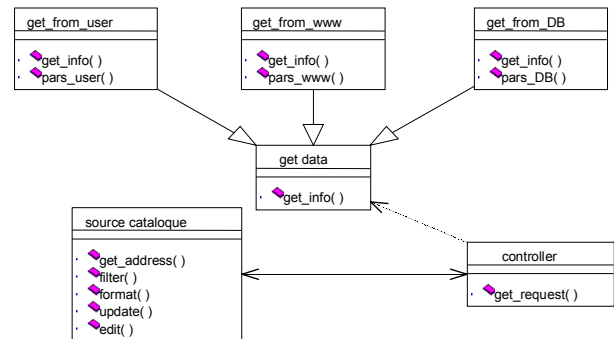 get_from_user
get_info( )
pars_user( )
get_from_www
get_info( )
pars_www( )
get_from_DB
get_info( )
pars_DB( )
get data
get_info( )
source cataloque
get_address( )
filter( )
format( )
update( )
edit( )
controller
get_request( )